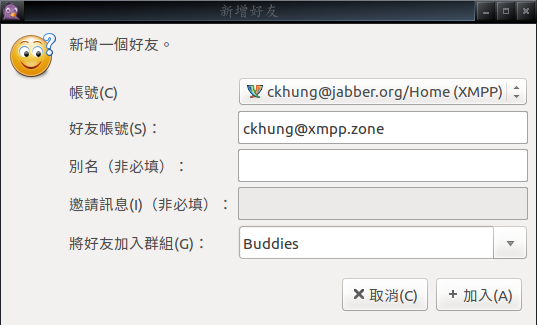 新增好友
新增一個好友。
帳號(C)
ckhung@jabber.org/Home (XMPP)
好友帳號(S)：
ckhung@xmpp.zone
別名（非必填）：
邀請訊息(I)（非必填）：
將好友加入群組(G)：
Buddies
取消(C)
加入(A)